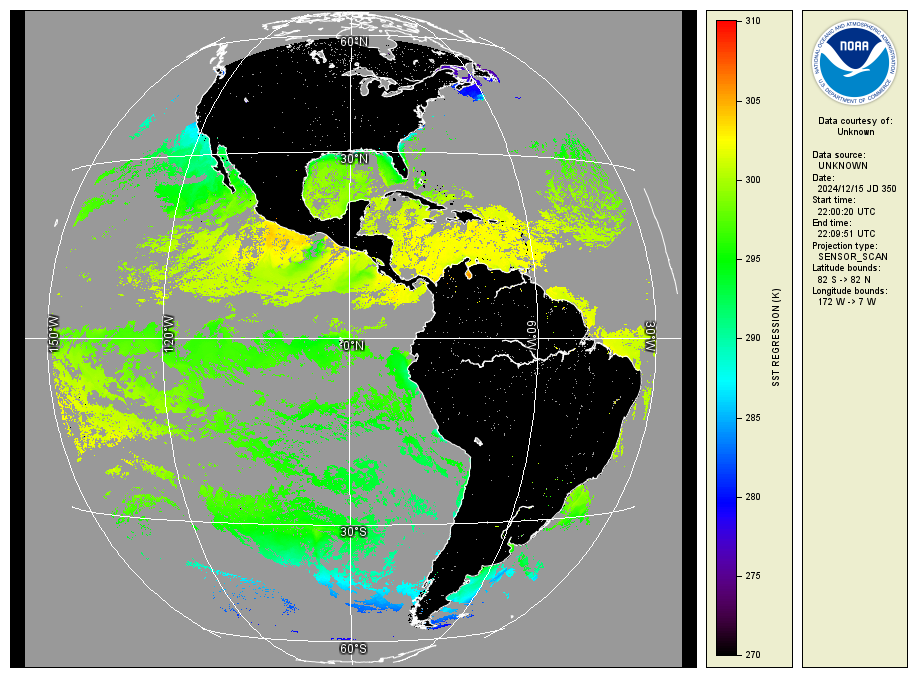 60°N
30°N
150°W
120°W
0°N
60°W
30°W
30°S
60°S
310
305
300
295
290
285
280
275
270
SST REGRESSION (K)
NATIONAL OCEANIC AND ATMOSPHERIC ADMINISTRATION
NOAA
U.S. DEPARTMENT OF COMMERCE
Data courtesy of:
Unknown
Data source:
UNKNOWN
Date:
2024/12/15 JD 350
Start time:
22:00:20 UTC
End time:
22:09:51 UTC
Projection type:
SENSOR_SCAN
Latitude bounds:
82 S -> 82 N
Longitude bounds:
172 W -> 7 W